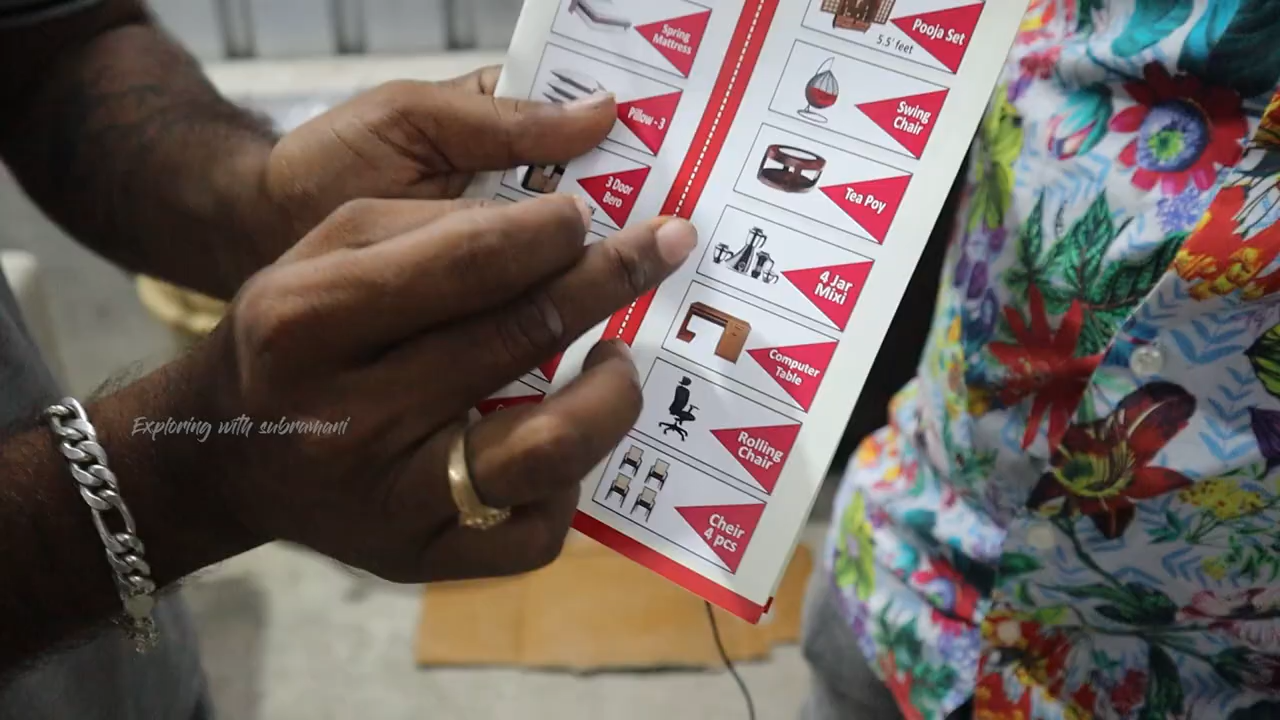 Spring
Mattress
Pillow - 3
3 Door
Bero
5.5' feet
Pooja Set
Swing
Chair
Tea Poy
4 Jar
Mixi
Computer
Table
Rolling
Chair
Cheir
4 pcs
Exploring with subramani